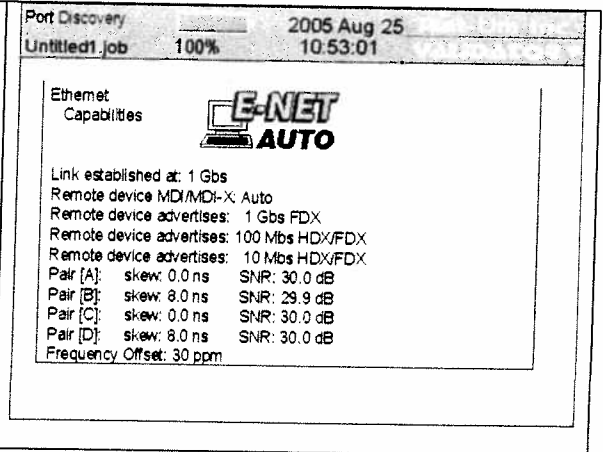 Port Discovery
2005 Aug 25
Untitled1.job 100% 10:53:01
Ethernet
Capabilities
E-NET
AUTO
Link established at: 1 Gbs
Remote device MDI/MDI-X: Auto
Remote device advertises: 1 Gbs FDX
Remote device advertises: 100 Mbs HDX/FDX
Remote device advertises: 10 Mbs HDX/FDX
Pair [A]: skew: 0.0 ns SNR: 30.0 dB
Pair [B]: skew: 8.0 ns SNR: 29.9 dB
Pair [C]: skew: 0.0 ns SNR: 30.0 dB
Pair [D]: skew: 8.0 ns SNR: 30.0 dB
Frequency Offset: 30 ppm